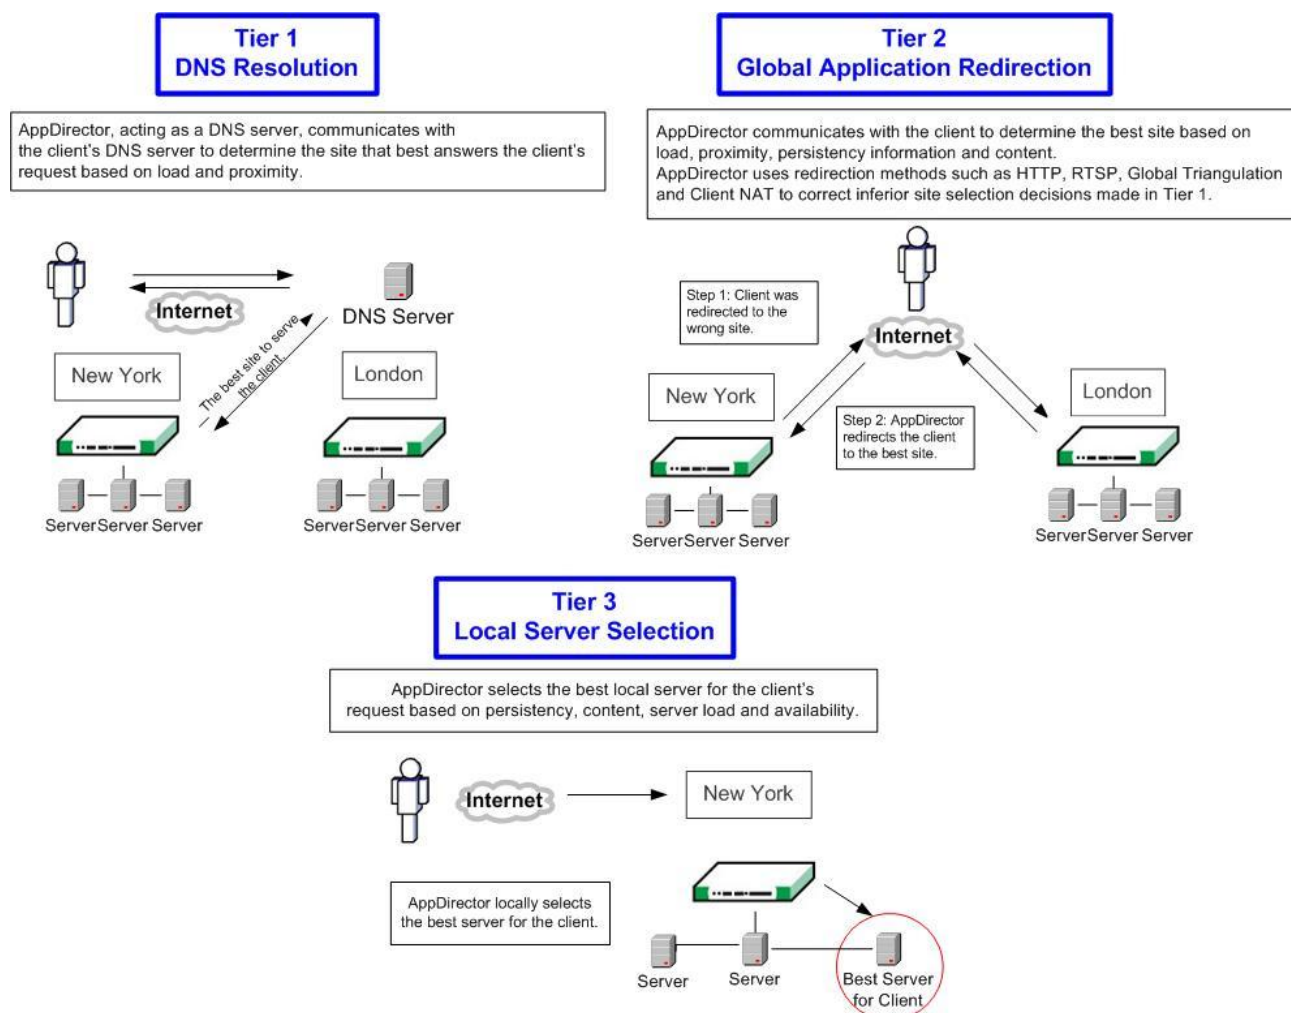 Tier 1
DNS Resolution
AppDirector, acting as a DNS server, communicates with
the client's DNS server to determine the site that best answers the client's
request based on load and proximity.
Internet
DNS Server
The best site to serve
the client.
New York
London
Server Server Server
Server Server Server
Tier 2
Global Application Redirection
AppDirector communicates with the client to determine the best site based on
load, proximity, persistency information and content.
AppDirector uses redirection methods such as HTTP, RTSP, Global Triangulation
and Client NAT to correct inferior site selection decisions made in Tier 1.
Step 1: Client was
redirected to the
wrong site.
Internet
New York
London
Step 2: AppDirector
redirects the client
to the best site.
Server Server Server
Server Server Server
Tier 3
Local Server Selection
AppDirector selects the best local server for the client's
request based on persistency, content, server load and availability.
Internet
New York
AppDirector locally selects
the best server for the client.
Server
Server
Best Server
for Client